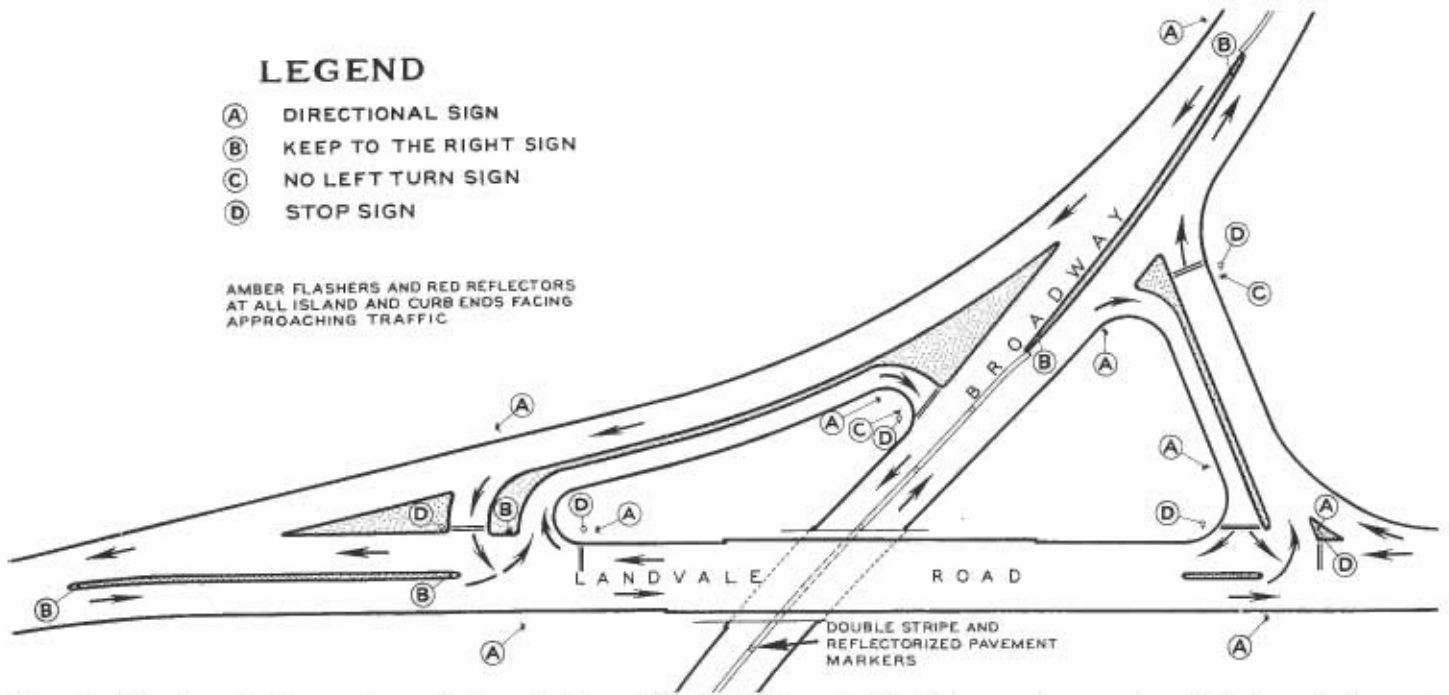 LEGEND
A DIRECTIONAL SIGN
B KEEP TO THE RIGHT SIGN
C NO LEFT TURN SIGN
D STOP SIGN
AMBER FLASHERS AND RED REFLECTORS
AT ALL ISLAND AND CURB ENDS FACING
APPROACHING TRAFFIC
A
B
BROADWAY
D
C
B
A
A
A
C
D
A
D
B
D
A
D
A
D
LANDVALE ROAD
B
B
A
DOUBLE STRIPE AND
REFLECTORIZED PAVEMENT
MARKERS
A